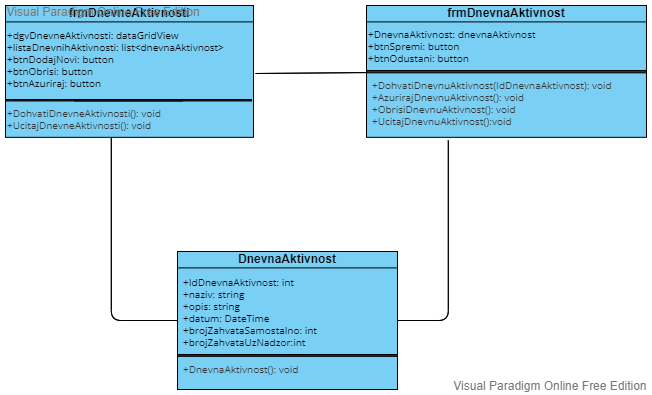 Visual Paradigm Online Free Edition
frmDnevneAktivnosti
+dgvDnevneAktivnosti: dataGridView
+listaDnevnihAktivnosti: list<dnevnaAktivnost>
+btnDodajNovi: button
+btnObrisi: button
+btnAzuriraj: button
+DohvatiDnevneAktivnosti(): void
+UcitajDnevneAktivnosti(): void
frmDnevnaAktivnost
+DnevnaAktivnost: dnevnaAktivnost
+btnSpremi: button
+btnOdustani: button
+DohvatiDnevnuAktivnost(IdDnevnaAktivnost): void
+AzurirajDnevnuAktivnost(): void
+ObrisiDnevnuAktivnost(): void
+UcitajDnevnuAktivnost():void
DnevnaAktivnost
+IdDnevnaAktivnost: int
+naziv: string
+opis: string
+datum: DateTime
+brojZahvataSamostalno: int
+brojZahvataUzNadzor:int
+DnevnaAktivnost(): void
Visual Paradigm Online Free Edition